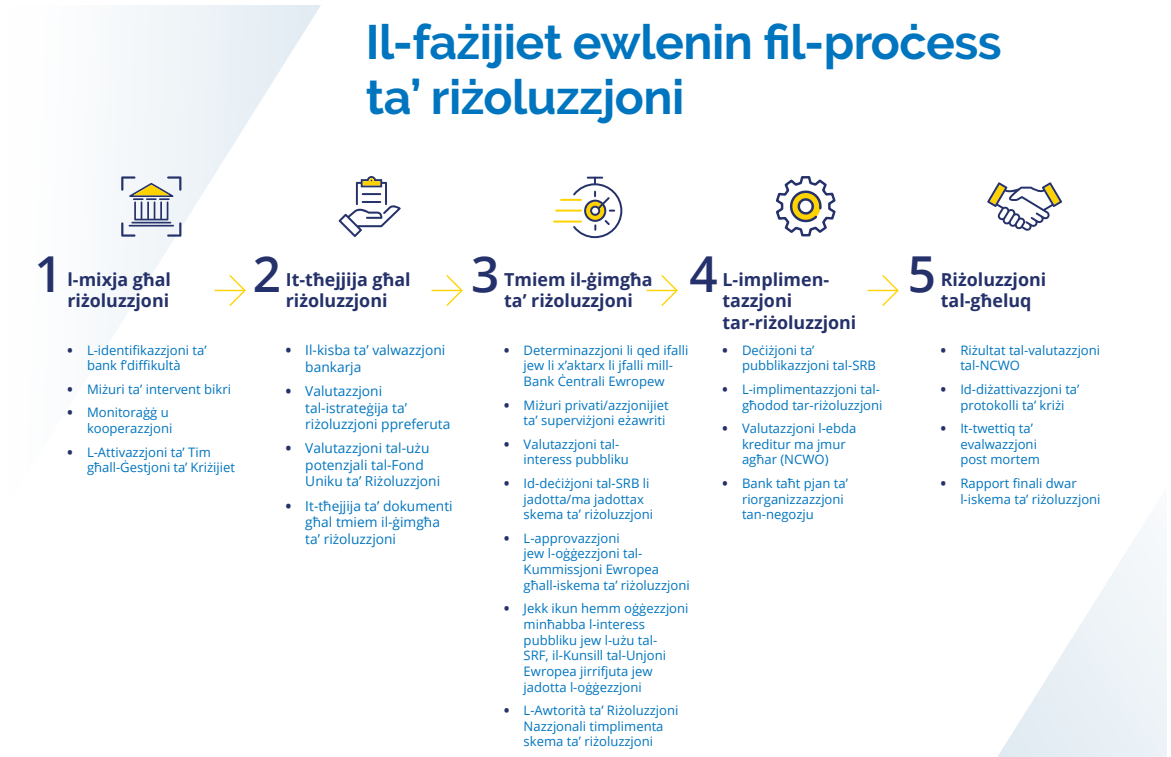 Il-fażijiet ewlenin fil-proċess
ta’ riżoluzzjoni
1 l-mixja għal
riżoluzzjoni
• L-identifikazzjoni ta’
bank f’diffikultà
• Miżuri ta’ intervent bikri
• Monitoraġġ u
kooperazzjoni
• L-Attivazzjoni ta’ Tim
għall-Ġestjoni ta’ Kriżijiet
2 It-tħejjija għal
riżoluzzjoni
• Il-kisba ta’ valwazzjoni
bankarja
• Valutazzjoni
tal-istrateġija ta’
riżoluzzjoni ppreferuta
• Valutazzjoni tal-użu
potenzjali tal-Fond
Uniku ta’ Riżoluzzjoni
• It-tħejjija ta’ dokumenti
għal tmiem il-ġimgħa
ta’ riżoluzzjoni
3 Tmiem il-ġimgħa
ta’ riżoluzzjoni
• Determinazzjoni li qed ifalli
jew li x’aktarx li jfalli mill-
Bank Ċentrali Ewropew
• Miżuri privati/azzjonijiet
ta’ superviżjoni eżawriti
• Valutazzjoni tal-
interess pubbliku
• Id-deċiżjoni tal-SRB li
jadotta/ma jadottax
skema ta’ riżoluzzjoni
• L-approvazzjoni
jew l-oġġezzjoni tal-
Kummissjoni Ewropea
għall-iskema ta’ riżoluzzjoni
• Jekk ikun hemm oġġezzjoni
minħabba l-interess
pubbliku jew l-użu tal-
SRF, il-Kunsill tal-Unjoni
Ewropea jirrifjuta jew
jadotta l-oġġezzjoni
• L-Awtorità ta’ Riżoluzzjoni
Nazzjonali timplimenta
skema ta’ riżoluzzjoni
4 L-implimen-
tazzjoni
tar-riżoluzzjoni
• Deċiżjoni ta’
pubblikazzjoni tal-SRB
• L-implimentazzjoni tal-
għodod tar-riżoluzzjoni
• Valutazzjoni l-ebda
kreditur ma jmur
agħar (NCWO)
• Bank taħt pjan ta’
riorganizzazzjoni
tan-negozju
5 Riżoluzzjoni
tal-għeluq
• Riżultat tal-valutazzjoni
tal-NCWO
• Id-diżattivazzjoni ta’
protokolli ta’ kriżi
• It-twettiq ta’
evalwazzjoni
post mortem
• Rapport finali dwar
l-iskema ta’ riżoluzzjoni